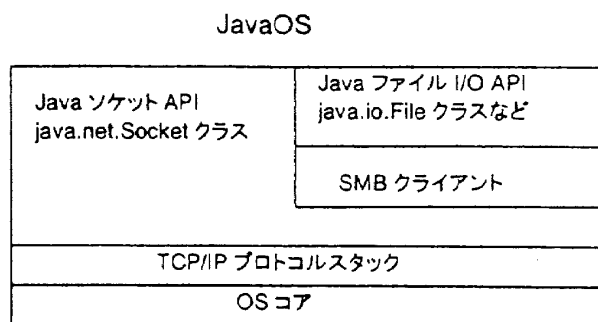 JavaOS
Java ソケット API
java.net.Socket クラス
Java ファイル I/O API
java.io.File クラスなど
SMB クライアント
TCP/IP プロトコルスタック
OS コア